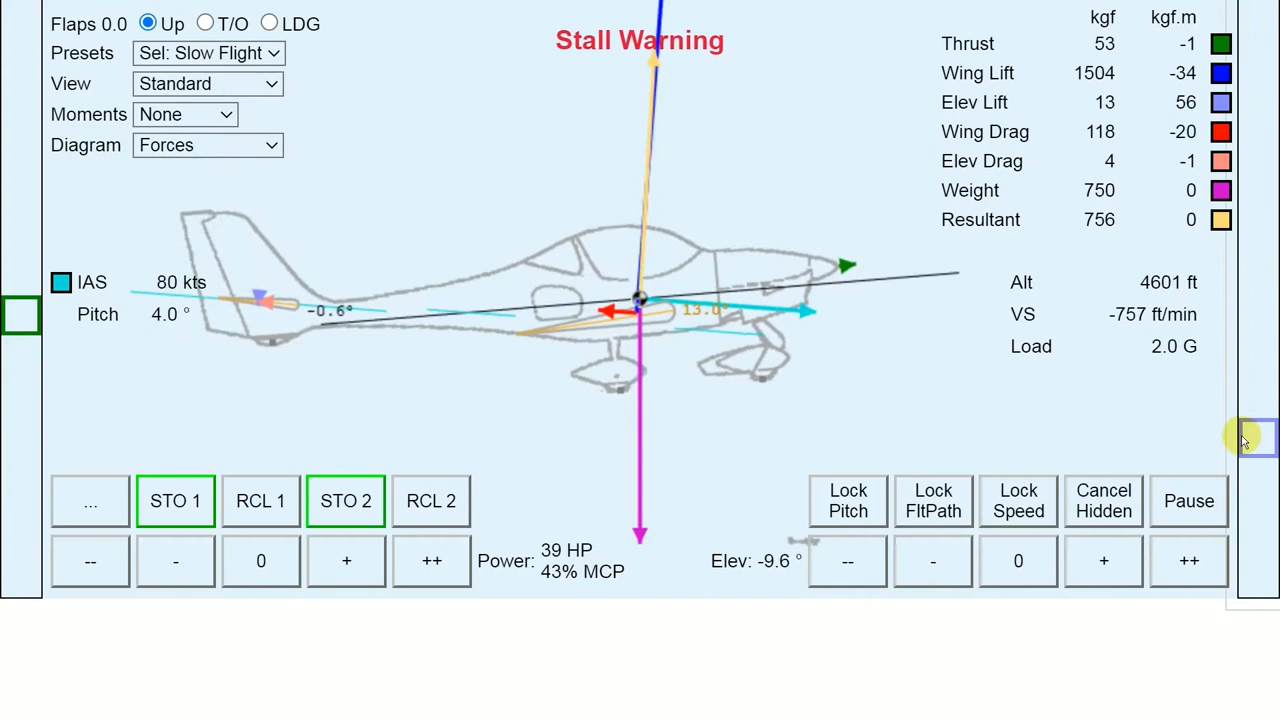 Flaps 0.0 Up T/O LDG
Presets Sel: Slow Flight
View Standard
Moments None
Diagram Forces
Stall Warning
kgf kgf.m
Thrust 53 -1
Wing Lift 1504 -34
Elev Lift 13 56
Wing Drag 118 -20
Elev Drag 4 -1
Weight 750 0
Resultant 756 0
IAS 80 kts
Pitch 4.0 °
-0.6°
13.0°
Alt 4601 ft
VS -757 ft/min
Load 2.0 G
... STO 1 RCL 1 STO 2 RCL 2
Lock Pitch
Lock FltPath
Lock Speed
Cancel Hidden
Pause
-- - 0 + ++
Power: 39 HP
43% MCP
Elev: -9.6 °
-- - 0 + ++